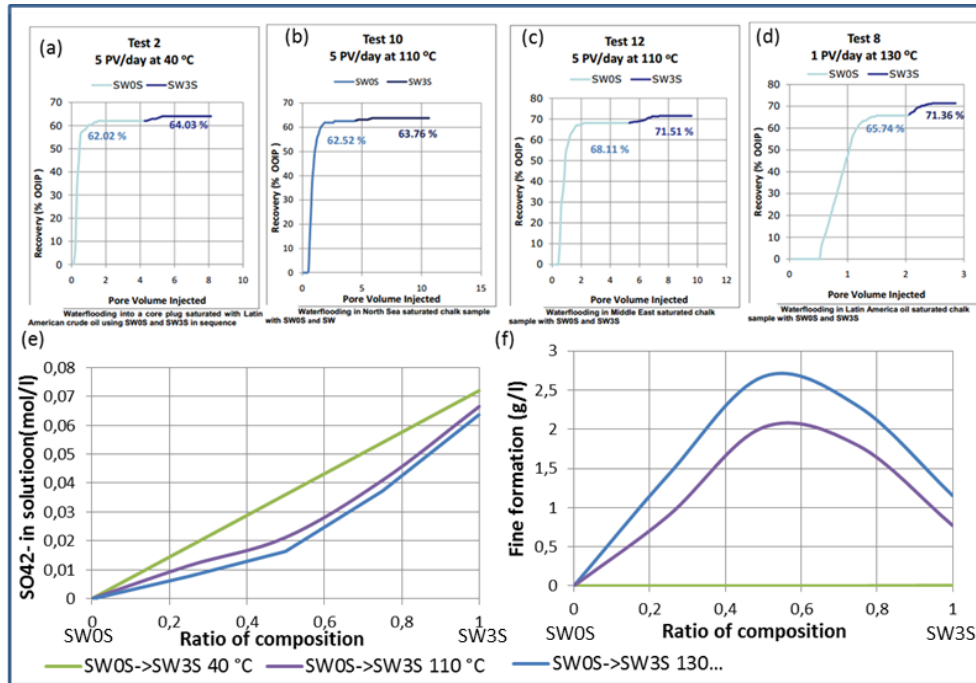 (a)
Test 2
5 PV/day at 40 °C
SW0S SW3S
70
60
50
40
30
20
10
0
62.02 %
64.03 %
0 2 4 6 8 10
Recovery (% OOIP)
Pore Volume Injected
Waterflooding into a core plug saturated with Latin
American crude oil using SW0S and SW3S in sequence
(b)
Test 10
5 PV/day at 110 °C
SW0S SW3S
70
60
50
40
30
20
10
0
62.52 %
63.76 %
0 5 10 15
Recovery (% OOIP)
Pore Volume Injected
Waterflooding in North Sea saturated chalk sample
with SW0S and SW
(c)
Test 12
5 PV/day at 110 °C
SW0S SW3S
80
70
60
50
40
30
20
10
0
68.11 %
71.51 %
0 2 4 6 8 10 12
Recovery (% OOIP)
Pore Volume Injected
Waterflooding in Middle East saturated chalk
sample with SW0S and SW3S
(d)
Test 8
1 PV/day at 130 °C
SW0S SW3S
80
70
60
50
40
30
20
10
0
65.74 %
71.36 %
0 1 2 3
Recovery (% OOIP)
Pore Volume Injected
Waterflooding in Latin America oil saturated chalk
sample with SW0S and SW3S
(e)
0,08
0,07
0,06
0,05
0,04
0,03
0,02
0,01
0
SO42- in solutioon(mol/l)
0 0,2 0,4 0,6 0,8 1
SW0S Ratio of composition SW3S
(f)
3
2,5
2
1,5
1
0,5
0
Fine formation (g/l)
0 0,2 0,4 0,6 0,8 1
SW0S Ratio of composition SW3S
SW0S->SW3S 40 °C SW0S->SW3S 110 °C SW0S->SW3S 130...